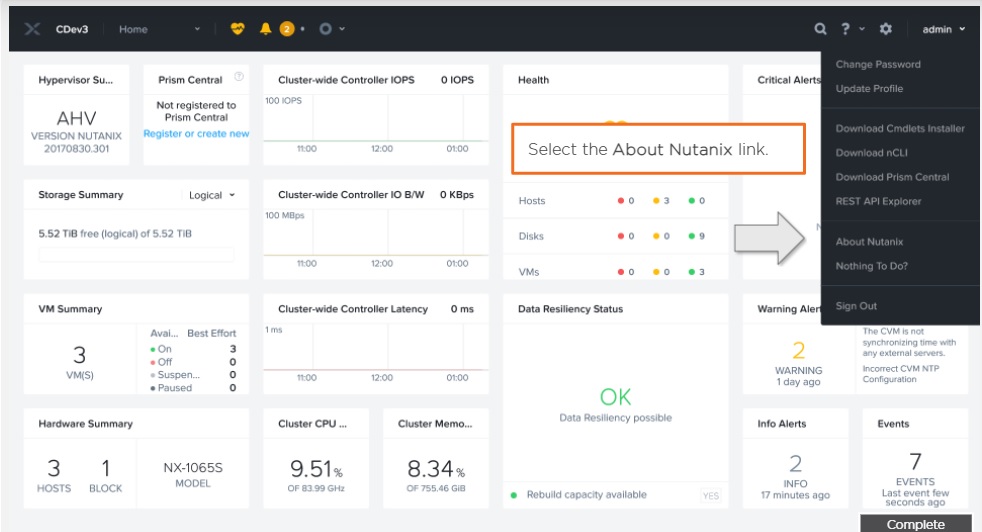 CDev3
Home
2
admin
Change Password
Update Profile
Download Cmdlets Installer
Download nCLI
Download Prism Central
REST API Explorer
About Nutanix
Nothing To Do?
Sign Out
Hypervisor Su...
AHV
VERSION NUTANIX
20170830.301
Prism Central
Not registered to
Prism Central
Register or create new
Cluster-wide Controller IOPS 0 IOPS
100 IOPS
11:00 12:00 01:00
Health
Select the About Nutanix link.
Hosts 0 3 0
Disks 0 0 9
VMs 0 0 3
Critical Alerts
Storage Summary Logical
5.52 TiB free (logical) of 5.52 TiB
Cluster-wide Controller IO B/W 0 KBps
100 MBps
11:00 12:00 01:00
VM Summary
3
VM(S)
Avai... Best Effort
On 3
Off 0
Suspen... 0
Paused 0
Cluster-wide Controller Latency 0 ms
1 ms
11:00 12:00 01:00
Data Resiliency Status
OK
Data Resiliency possible
Rebuild capacity available YES
Warning Alert
2
WARNING
1 day ago
The CVM is not
synchronizing time with
any external servers.
Incorrect CVM NTP
Configuration
Hardware Summary
3
HOSTS
1
BLOCK
NX-1065S
MODEL
Cluster CPU ...
9.51%
OF 83.99 GHz
Cluster Memo...
8.34%
OF 755.46 GiB
Info Alerts
2
INFO
17 minutes ago
Events
7
EVENTS
Last event few
seconds ago
Complete